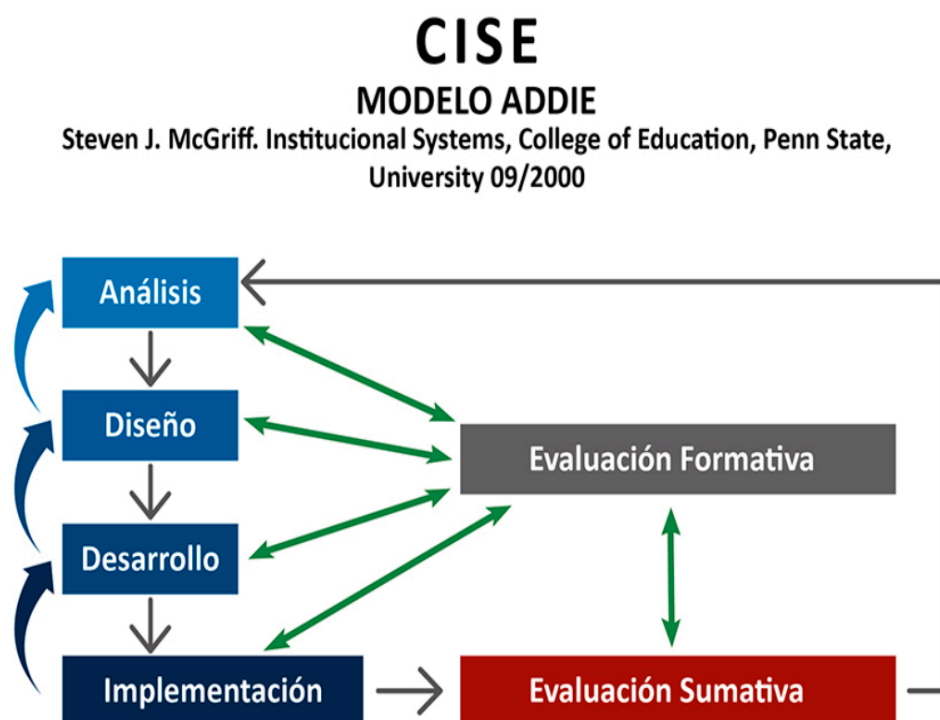 CISE
MODELO ADDIE
Steven J. McGriff. Institucional Systems, College of Education, Penn State,
University 09/2000
Análisis
Diseño
Evaluación Formativa
Desarrollo
Implementación
Evaluación Sumativa